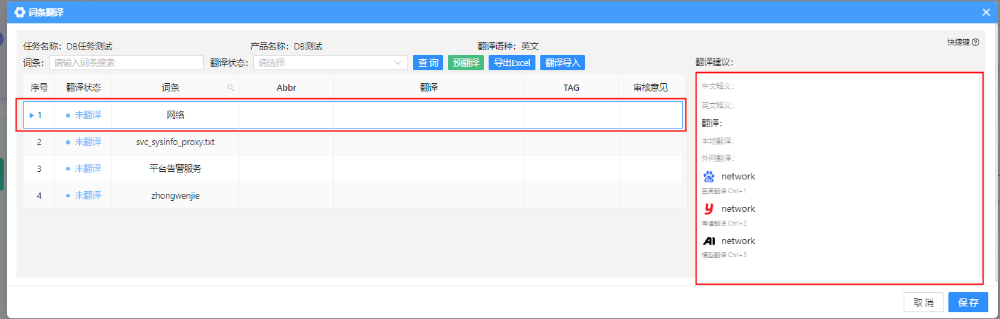 词条翻译
任务名称：DB任务测试 产品名称：DB测试 翻译语种：英文 快捷键
词条：请输入词条搜索 翻译状态：请选择 查 询 预翻译 导出Excel 翻译导入
序号 翻译状态 词条 Abbr 翻译 TAG 审核意见
1 未翻译 网络
2 未翻译 svc_sysinfo_proxy.txt
3 未翻译 平台告警服务
4 未翻译 zhongwenjie
翻译建议：
中文释义：
英文释义：
翻译：
本地翻译：
外网翻译：
du network
百度翻译 Ctrl+1
y network
有道翻译 Ctrl+2
AI network
模型翻译 Ctrl+3
取 消 保 存